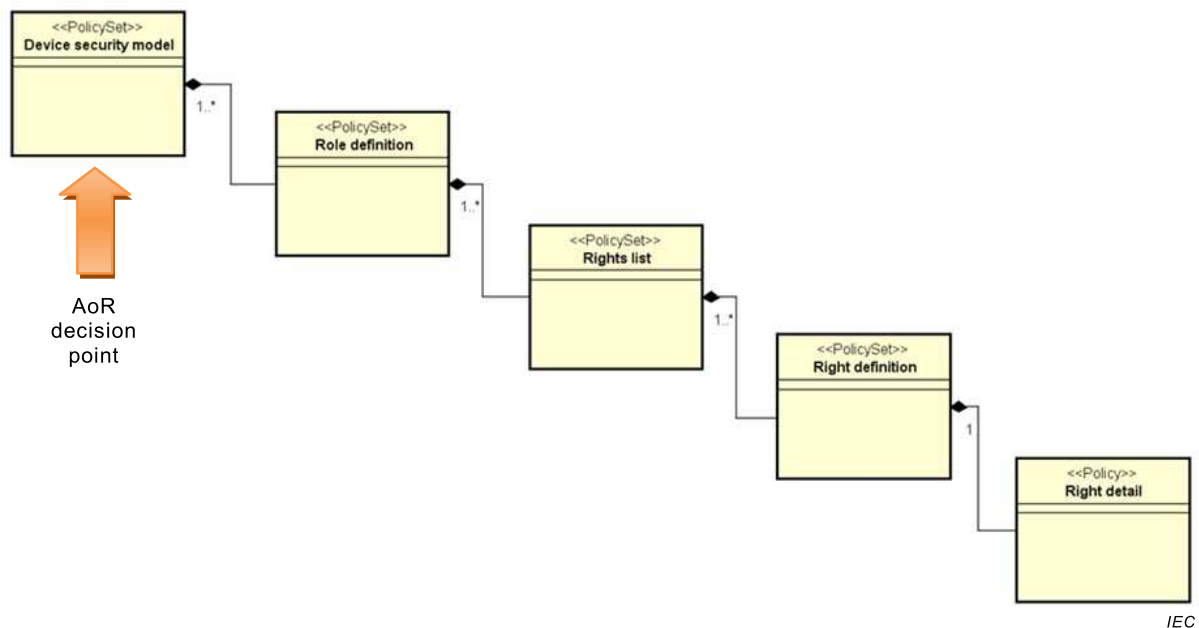 <<PolicySet>>
Device security model
1..*
<<PolicySet>>
Role definition
1..*
<<PolicySet>>
Rights list
1..*
<<PolicySet>>
Right definition
1
<<Policy>>
Right detail
AoR
decision
point
IEC